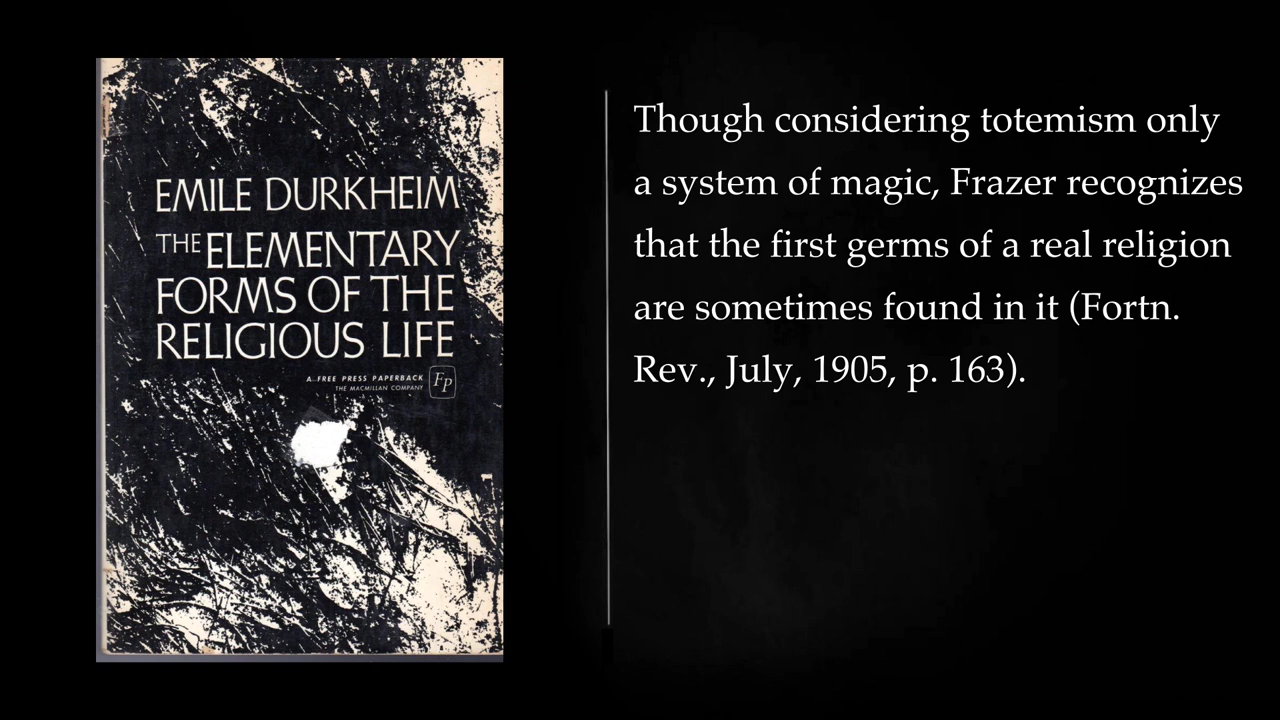 EMILE DURKHEIM
THE ELEMENTARY
FORMS OF THE
RELIGIOUS LIFE
A FREE PRESS PAPERBACK
THE MACMILLAN COMPANY
Fp
Though considering totemism only
a system of magic, Frazer recognizes
that the first germs of a real religion
are sometimes found in it (Fortn.
Rev., July, 1905, p. 163).